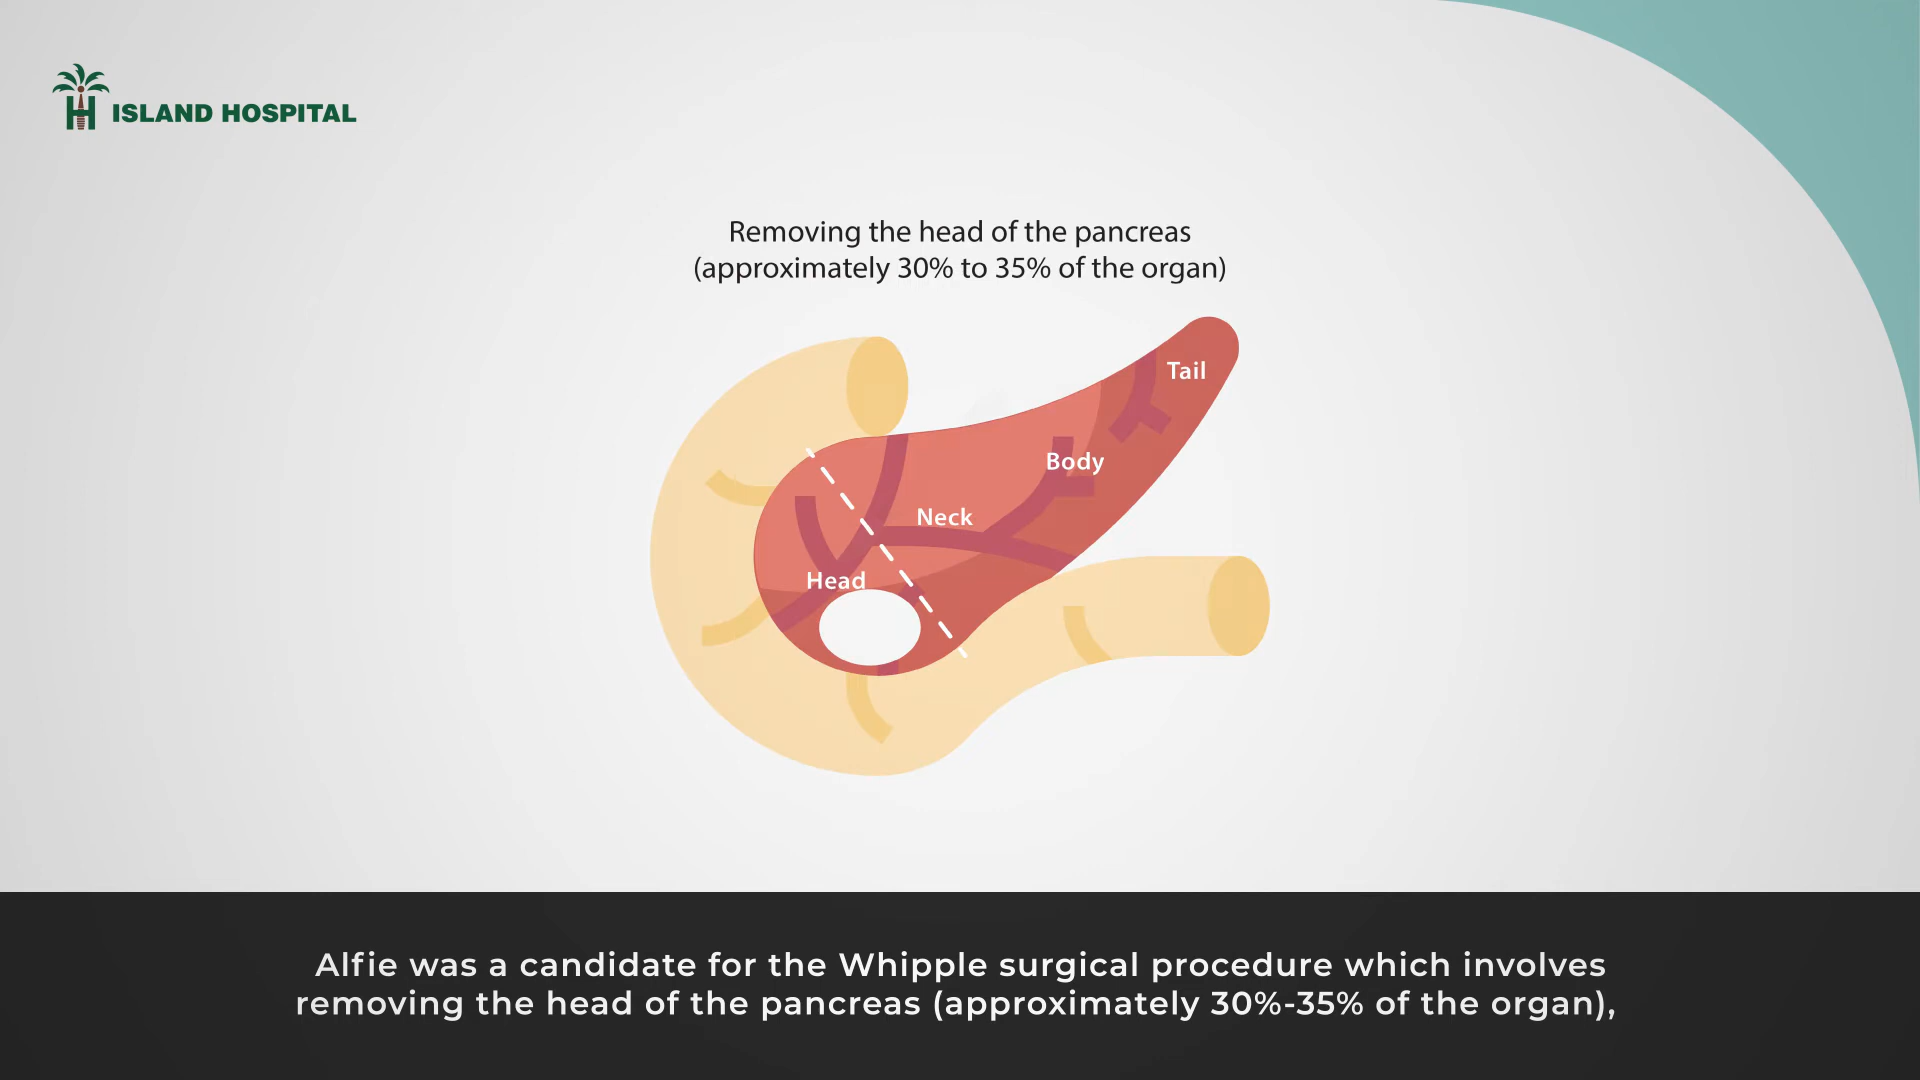 ISLAND HOSPITAL
Removing the head of the pancreas
(approximately 30% to 35% of the organ)
Tail
Body
Neck
Head
Alfie was a candidate for the Whipple surgical procedure which involves
removing the head of the pancreas (approximately 30%-35% of the organ),